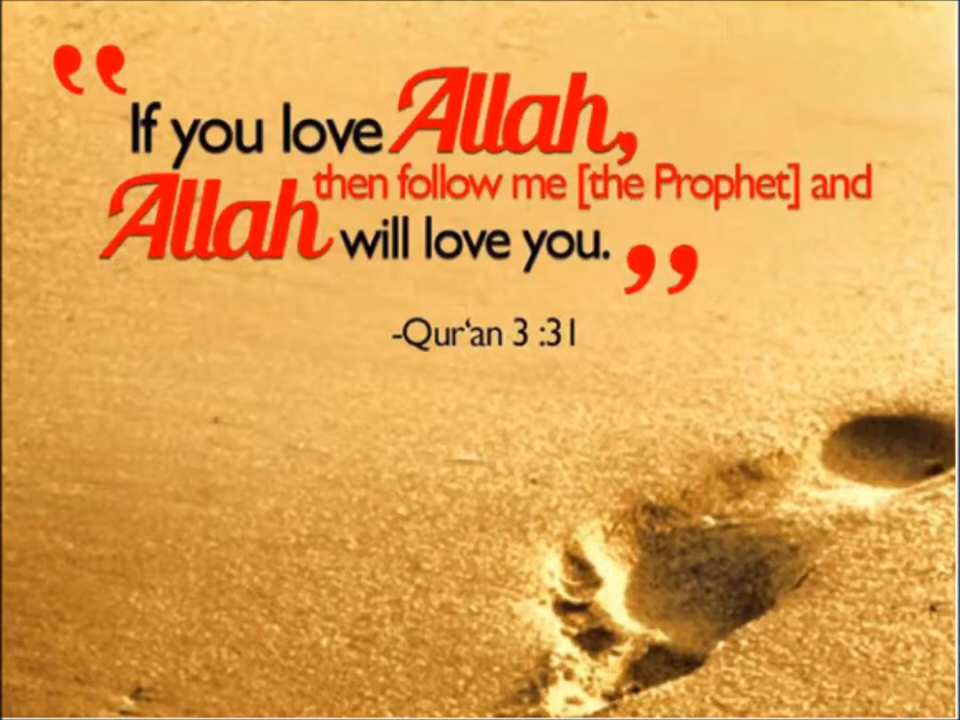 "If you love Allah,
then follow me [the Prophet] and
Allah will love you."
-Qur‘an 3 :31